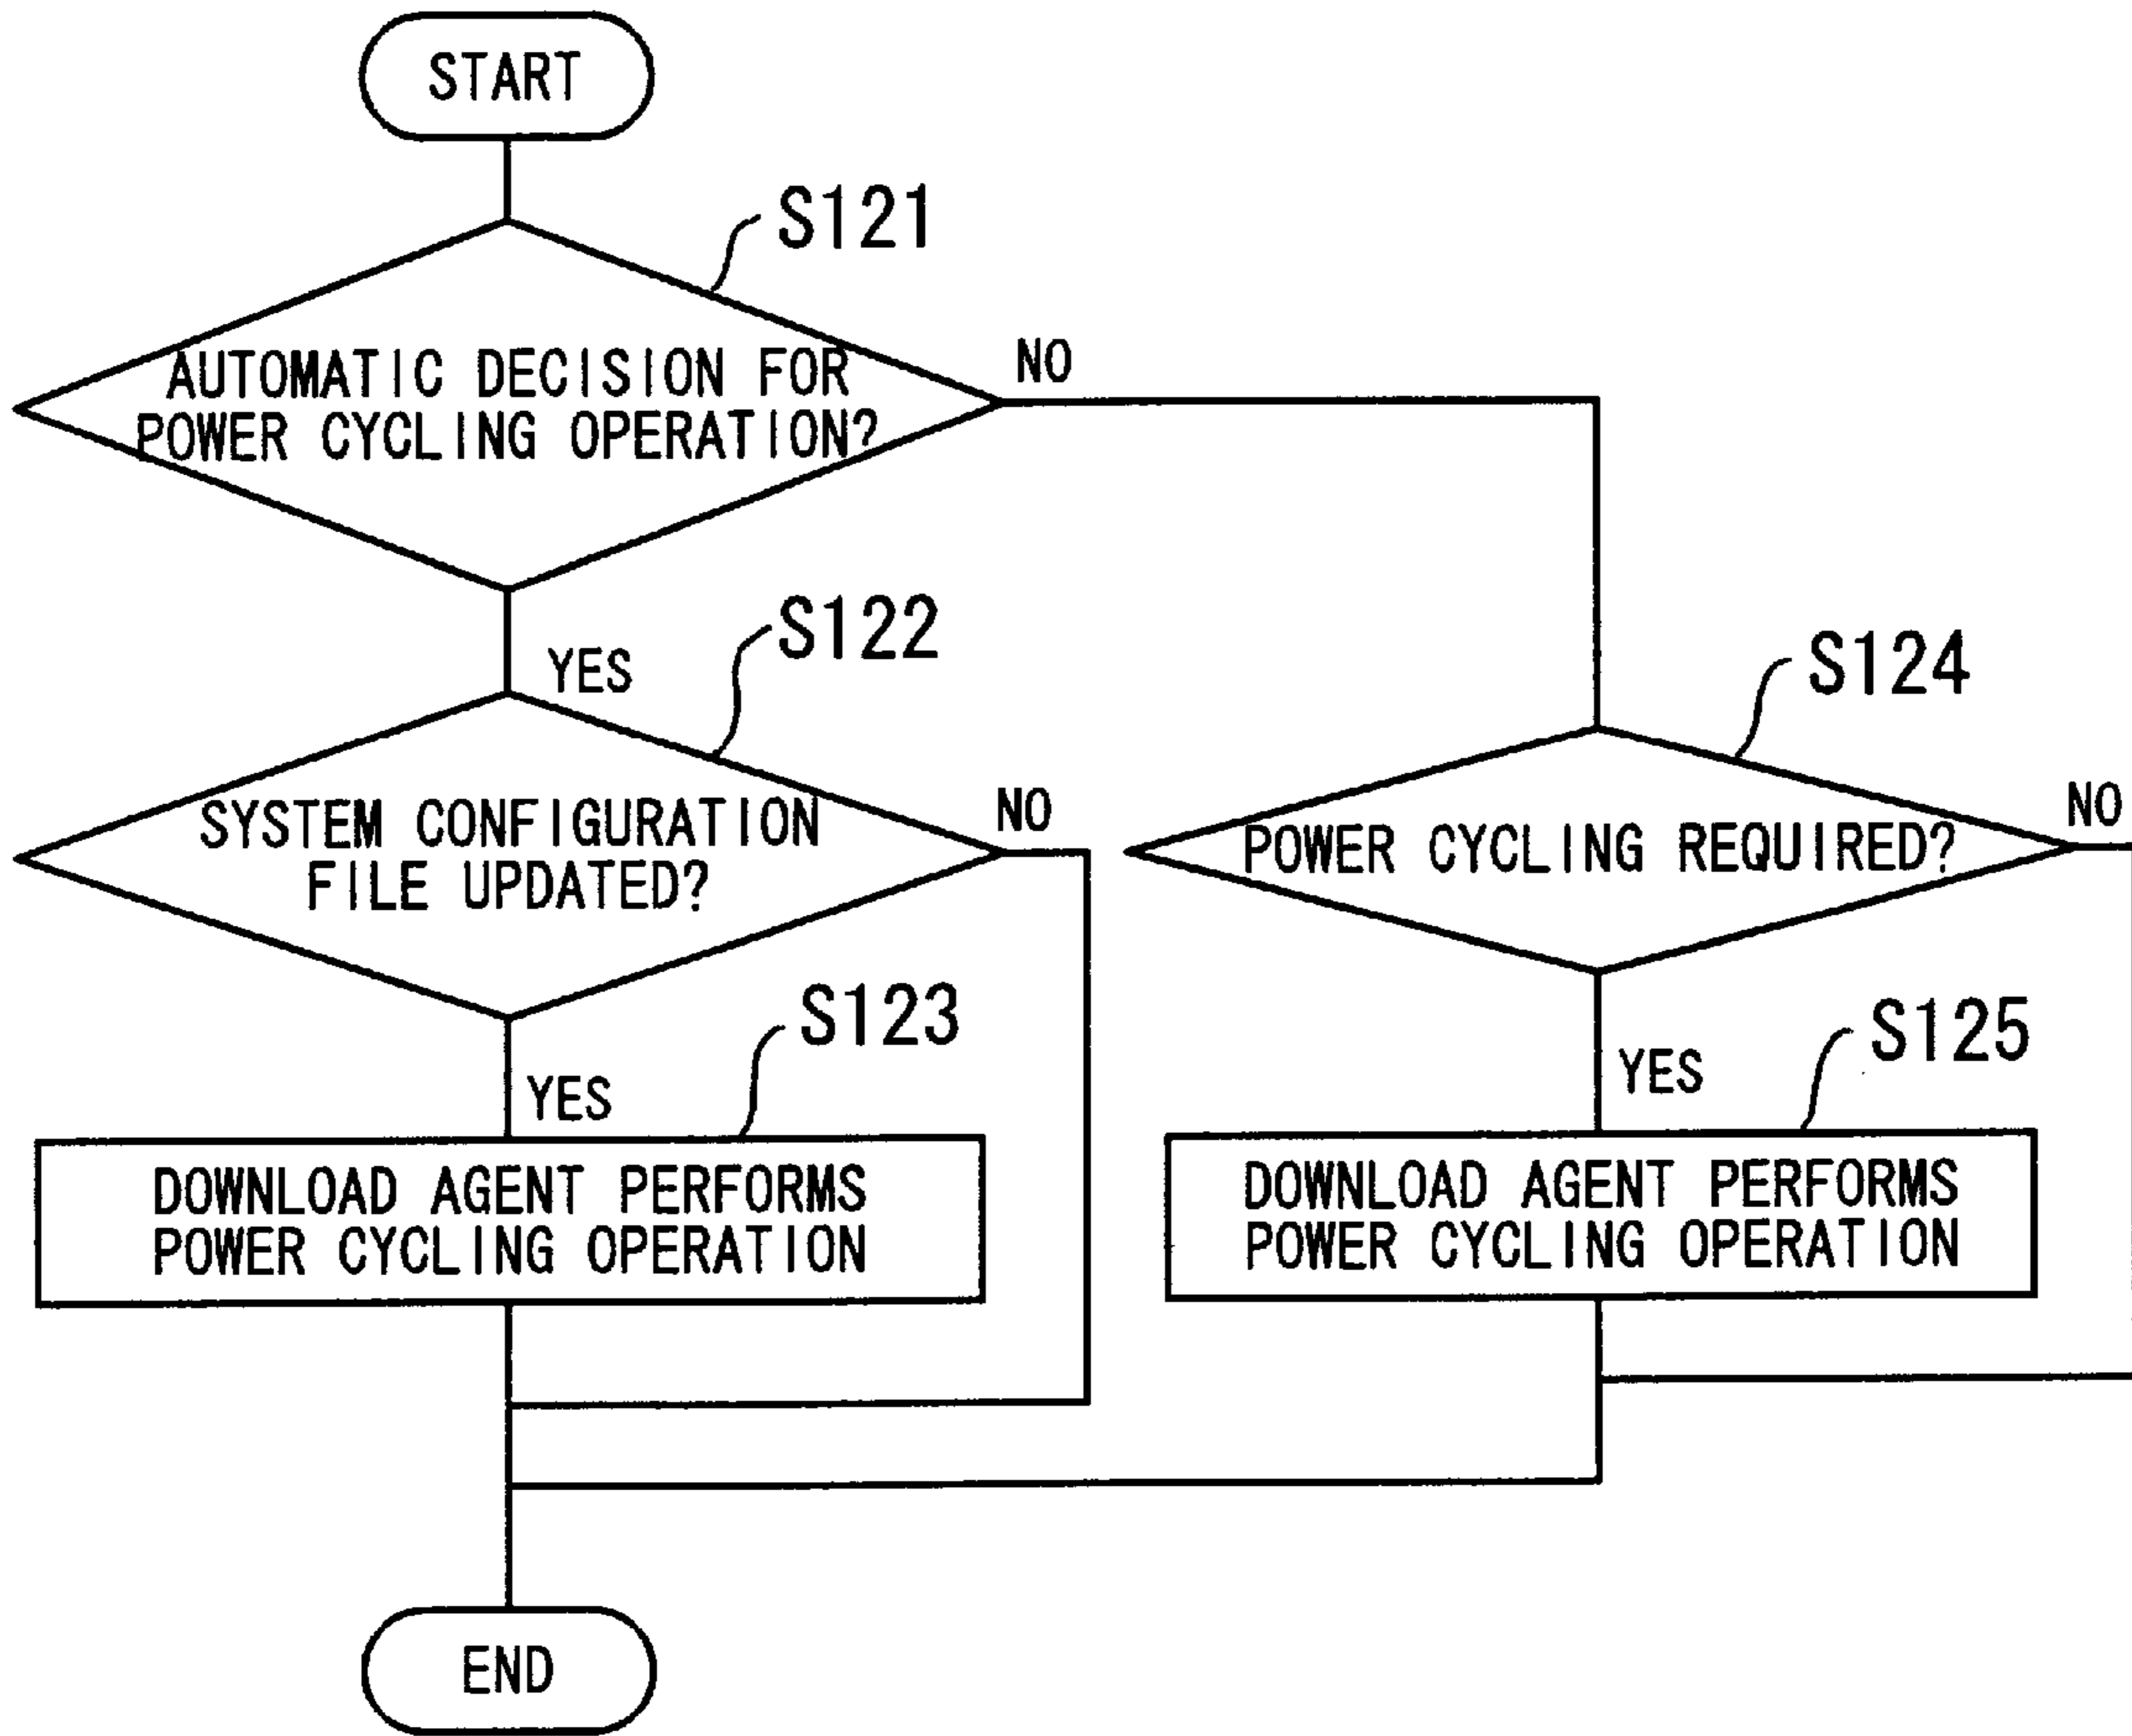 START
S121
AUTOMATIC DECISION FOR
POWER CYCLING OPERATION?
NO
YES
S122
SYSTEM CONFIGURATION
FILE UPDATED?
NO
YES
S123
DOWNLOAD AGENT PERFORMS
POWER CYCLING OPERATION
S124
POWER CYCLING REQUIRED?
NO
YES
S125
DOWNLOAD AGENT PERFORMS
POWER CYCLING OPERATION
END